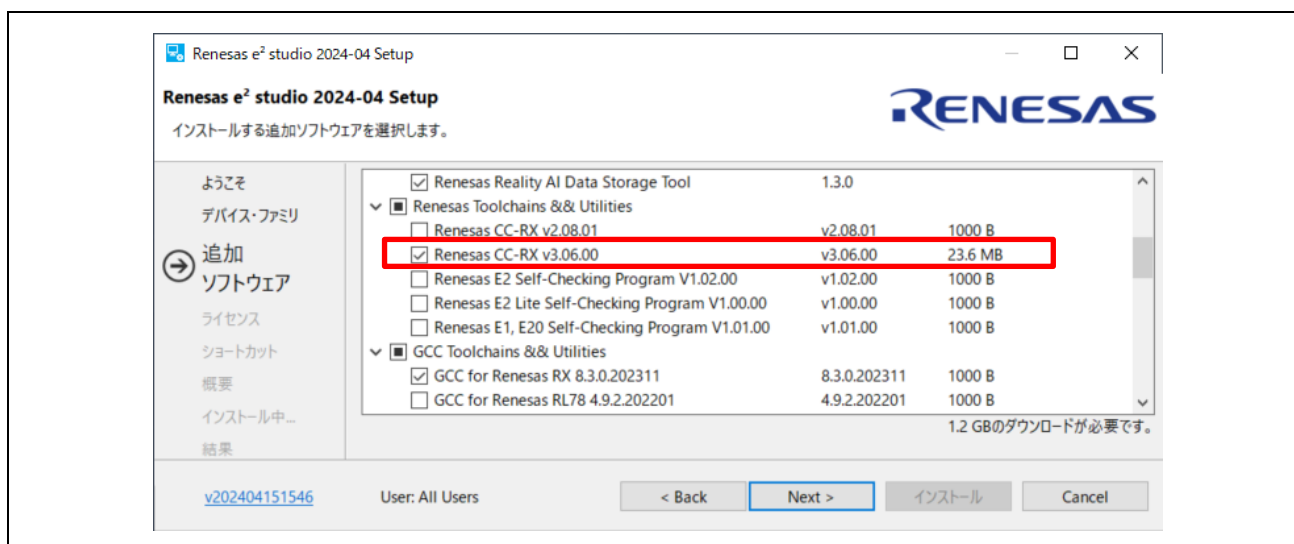 Renesas e² studio 2024-04 Setup
Renesas e² studio 2024-04 Setup
RENESAS
インストールする追加ソフトウェアを選択します。
ようこそ
デバイス・ファミリ
追加
ソフトウェア
ライセンス
ショートカット
概要
インストール中...
結果
Renesas Reality AI Data Storage Tool 1.3.0
Renesas Toolchains && Utilities
Renesas CC-RX v2.08.01 v2.08.01 1000 B
Renesas CC-RX v3.06.00 v3.06.00 23.6 MB
Renesas E2 Self-Checking Program V1.02.00 v1.02.00 1000 B
Renesas E2 Lite Self-Checking Program V1.00.00 v1.00.00 1000 B
Renesas E1, E20 Self-Checking Program V1.01.00 v1.01.00 1000 B
GCC Toolchains && Utilities
GCC for Renesas RX 8.3.0.202311 8.3.0.202311 1000 B
GCC for Renesas RL78 4.9.2.202201 4.9.2.202201 1000 B
1.2 GBのダウンロードが必要です。
v202404151546 User: All Users < Back Next > インストール Cancel